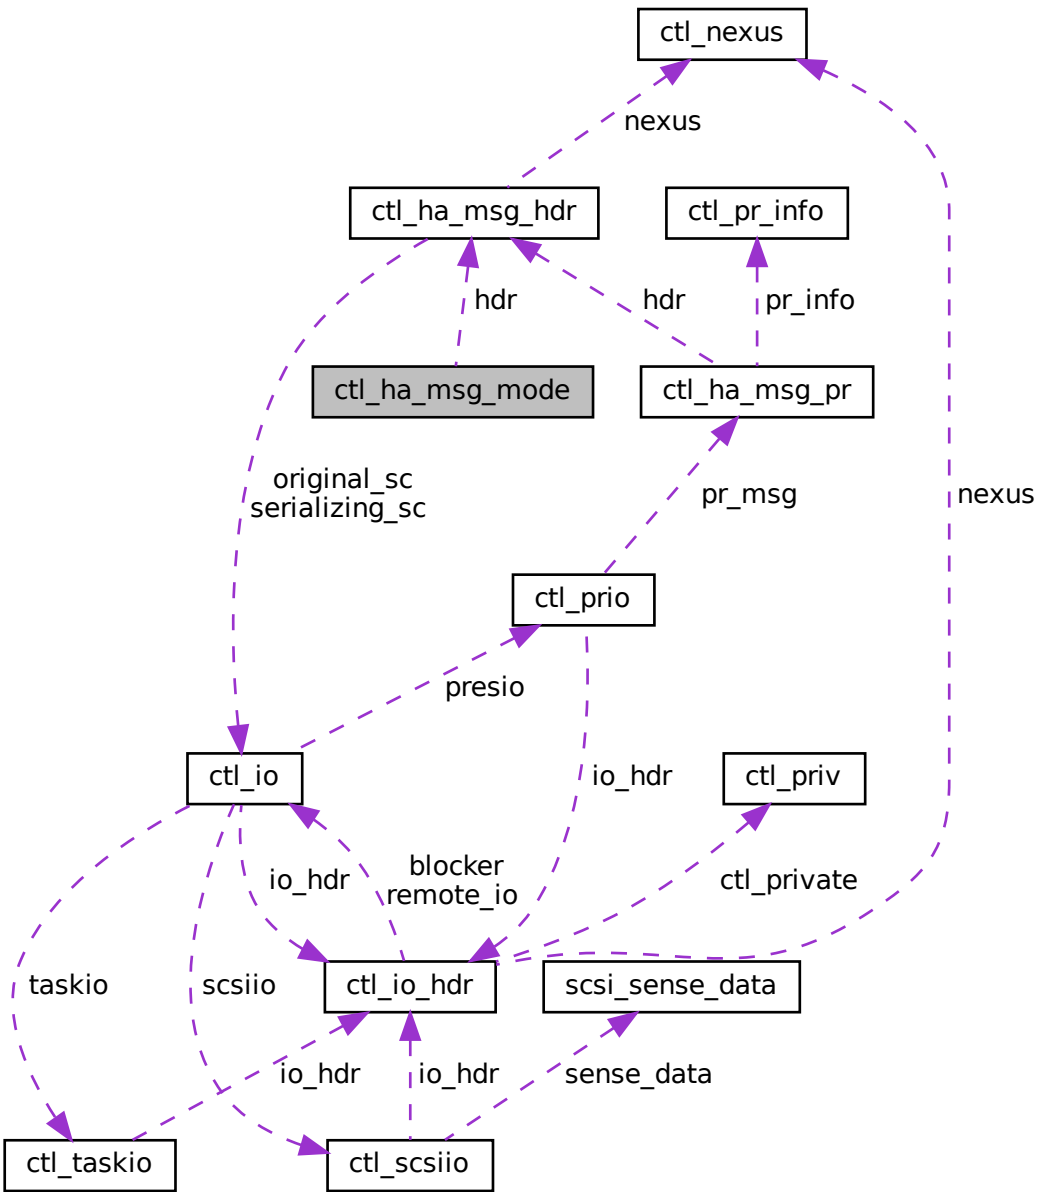 ctl_nexus
nexus
ctl_ha_msg_hdr
ctl_pr_info
hdr
hdr
pr_info
ctl_ha_msg_mode
ctl_ha_msg_pr
original_sc
serializing_sc
pr_msg
nexus
ctl_prio
presio
ctl_io
io_hdr
ctl_priv
io_hdr
blocker
remote_io
ctl_private
taskio
scsiio
ctl_io_hdr
scsi_sense_data
io_hdr
io_hdr
sense_data
ctl_taskio
ctl_scsiio